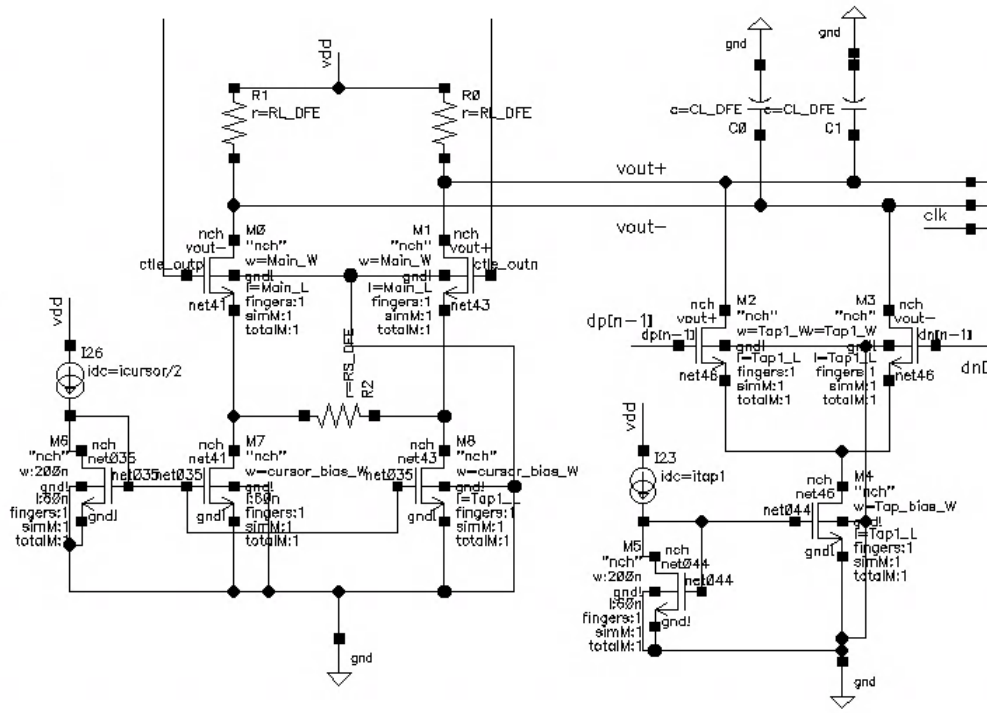 gnd
gnd
vdd
R1
r=RL_DFE
R0
r=RL_DFE
c=CL_DFE
C0
c=CL_DFE
C1
vout+
vout-
clk
nch
vout-
M0
"nch"
w=Main_W
gnd!
l=Main_L
fingers:1
simM:1
totalM:1
ctle_outp
net41
nch
vout+
M1
"nch"
w=Main_W
gnd!
l=Main_L
fingers:1
simM:1
totalM:1
ctle_outn
net43
r=RS_DFE
R2
vdd
I26
idc=icursor/2
M6
"nch"
w:200n
gnd!
l:60n
fingers:1
simM:1
totalM:1
nch
net035
net035
gnd!
net035
nch
net41
M7
"nch"
w=cursor_bias_W
gnd!
l:60n
fingers:1
simM:1
totalM:1
gnd!
nch
net43
net035
M8
"nch"
w=cursor_bias_W
gnd!
l=Tap1_L
fingers:1
simM:1
totalM:1
gnd!
gnd
dp[n-1]
dp[n-1]
nch
vout+
M2
"nch"
w=Tap1_W
gnd!
l=Tap1_L
fingers:1
simM:1
totalM:1
net46
M3
"nch"
w=Tap1_W
gnd!
l=Tap1_L
fingers:1
simM:1
totalM:1
nch
vout-
net46
dn[n-1]
vdd
I23
idc=itap1
M5
"nch"
w:200n
gnd!
l:60n
fingers:1
simM:1
totalM:1
nch
net044
net044
gnd!
nch
net46
net044
M4
"nch"
w=Tap_bias_W
gnd!
l=Tap1_L
fingers:1
simM:1
totalM:1
gnd!
gnd